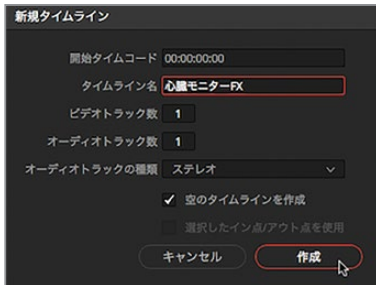 新規タイムライン
開始タイムコード 00:00:00:00
タイムライン名 心臓モニターFX
ビデオトラック数 1
オーディオトラック数 1
オーディオトラックの種類 ステレオ
空のタイムラインを作成
選択したイン点/アウト点を使用
キャンセル 作成